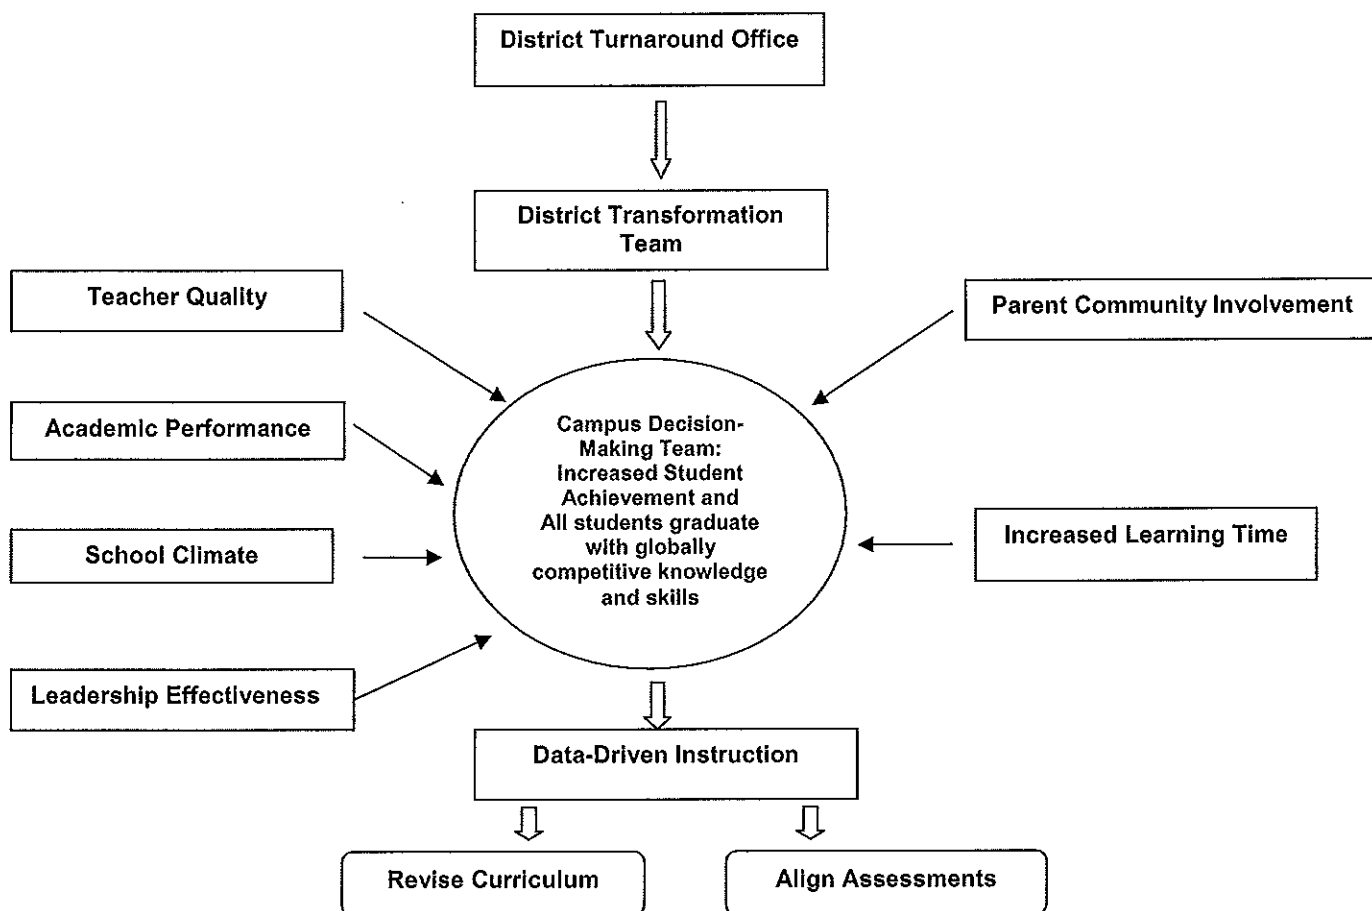 District Turnaround Office
District Transformation
Team
Teacher Quality
Parent Community Involvement
Academic Performance
Campus Decision-
Making Team:
Increased Student
Achievement and
All students graduate
with globally
competitive knowledge
and skills
School Climate
Increased Learning Time
Leadership Effectiveness
Data-Driven Instruction
Revise Curriculum
Align Assessments